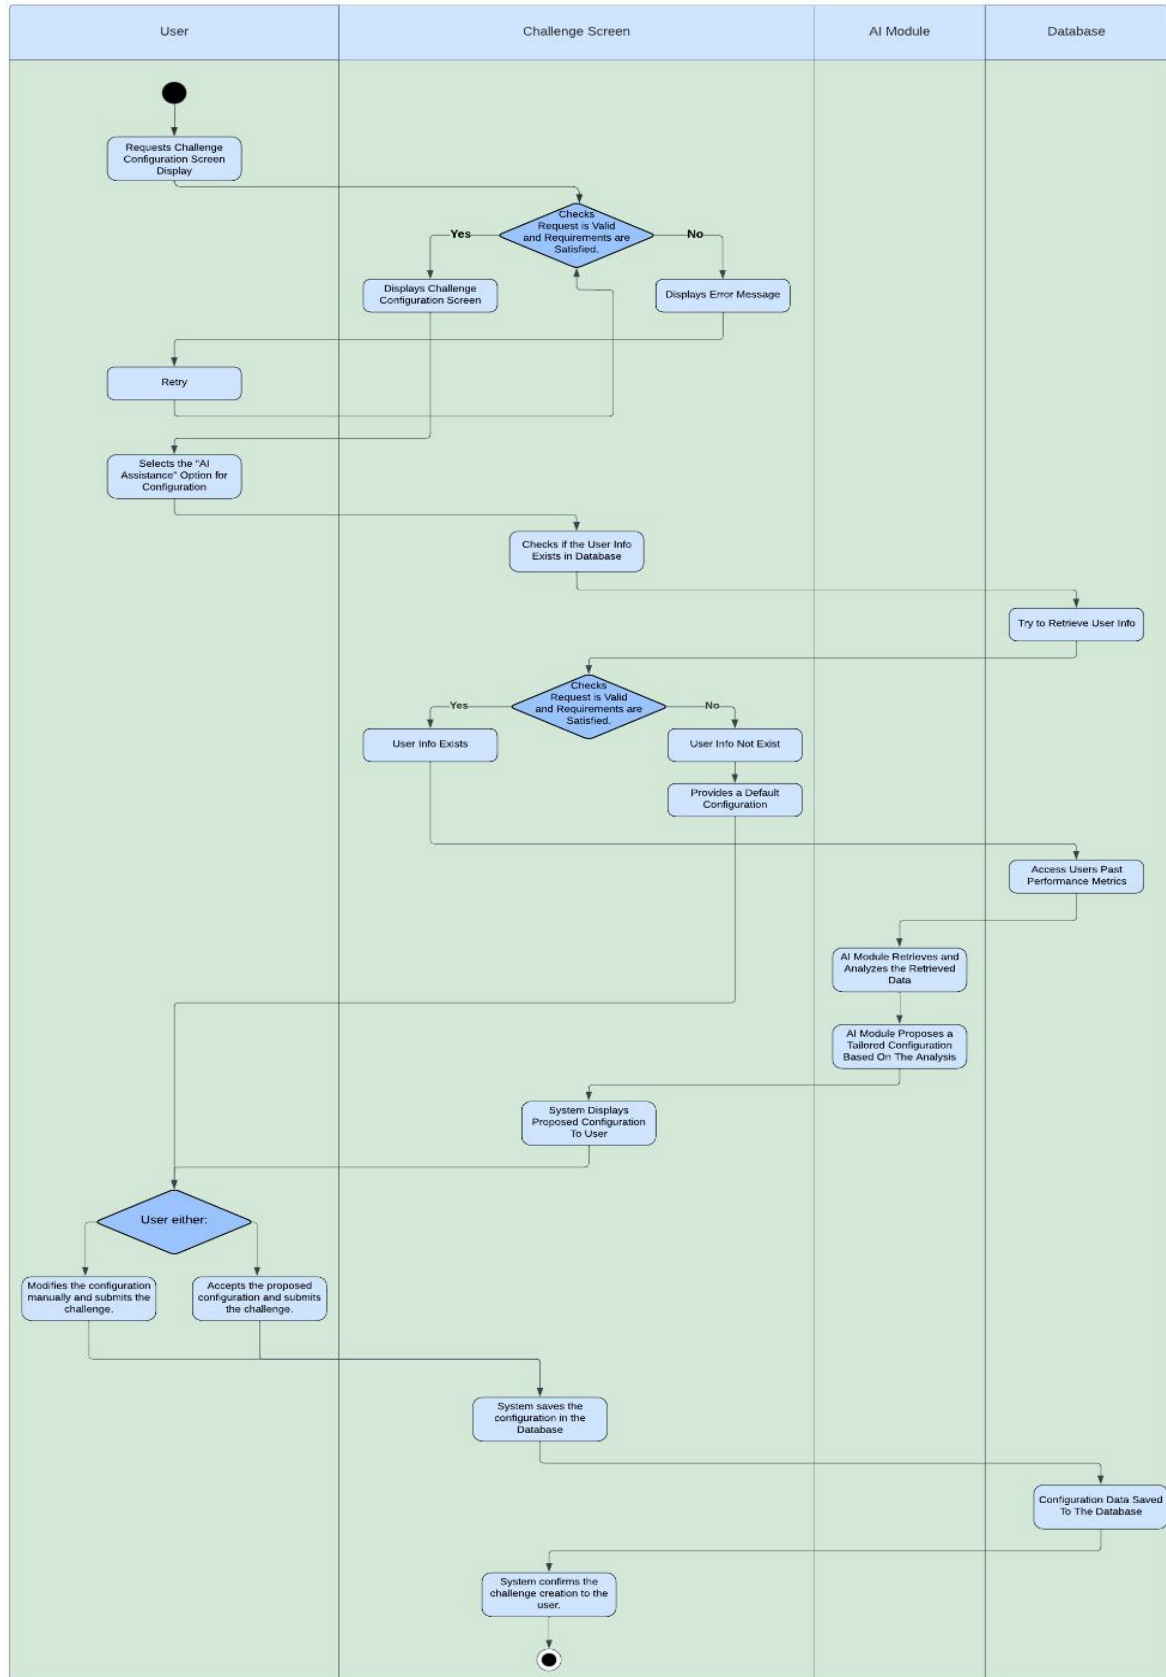 User
Challenge Screen
AI Module
Database
Requests Challenge
Configuration Screen
Display
Checks
Request is Valid
and Requirements are
Satisfied.
Yes
No
Displays Challenge
Configuration Screen
Displays Error Message
Retry
Selects the "AI
Assistance" Option for
Configuration
Checks if the User Info
Exists in Database
Try to Retrieve User Info
Checks
Request is Valid
and Requirements are
Satisfied.
Yes
No
User Info Exists
User Info Not Exist
Provides a Default
Configuration
Access Users Past
Performance Metrics
AI Module Retrieves and
Analyzes the Retrieved
Data
AI Module Proposes a
Tailored Configuration
Based On The Analysis
System Displays
Proposed Configuration
To User
User either:
Modifies the configuration
manually and submits the
challenge.
Accepts the proposed
configuration and submits
the challenge.
System saves the
configuration in the
Database
Configuration Data Saved
To The Database
System confirms the
challenge creation to the
user.